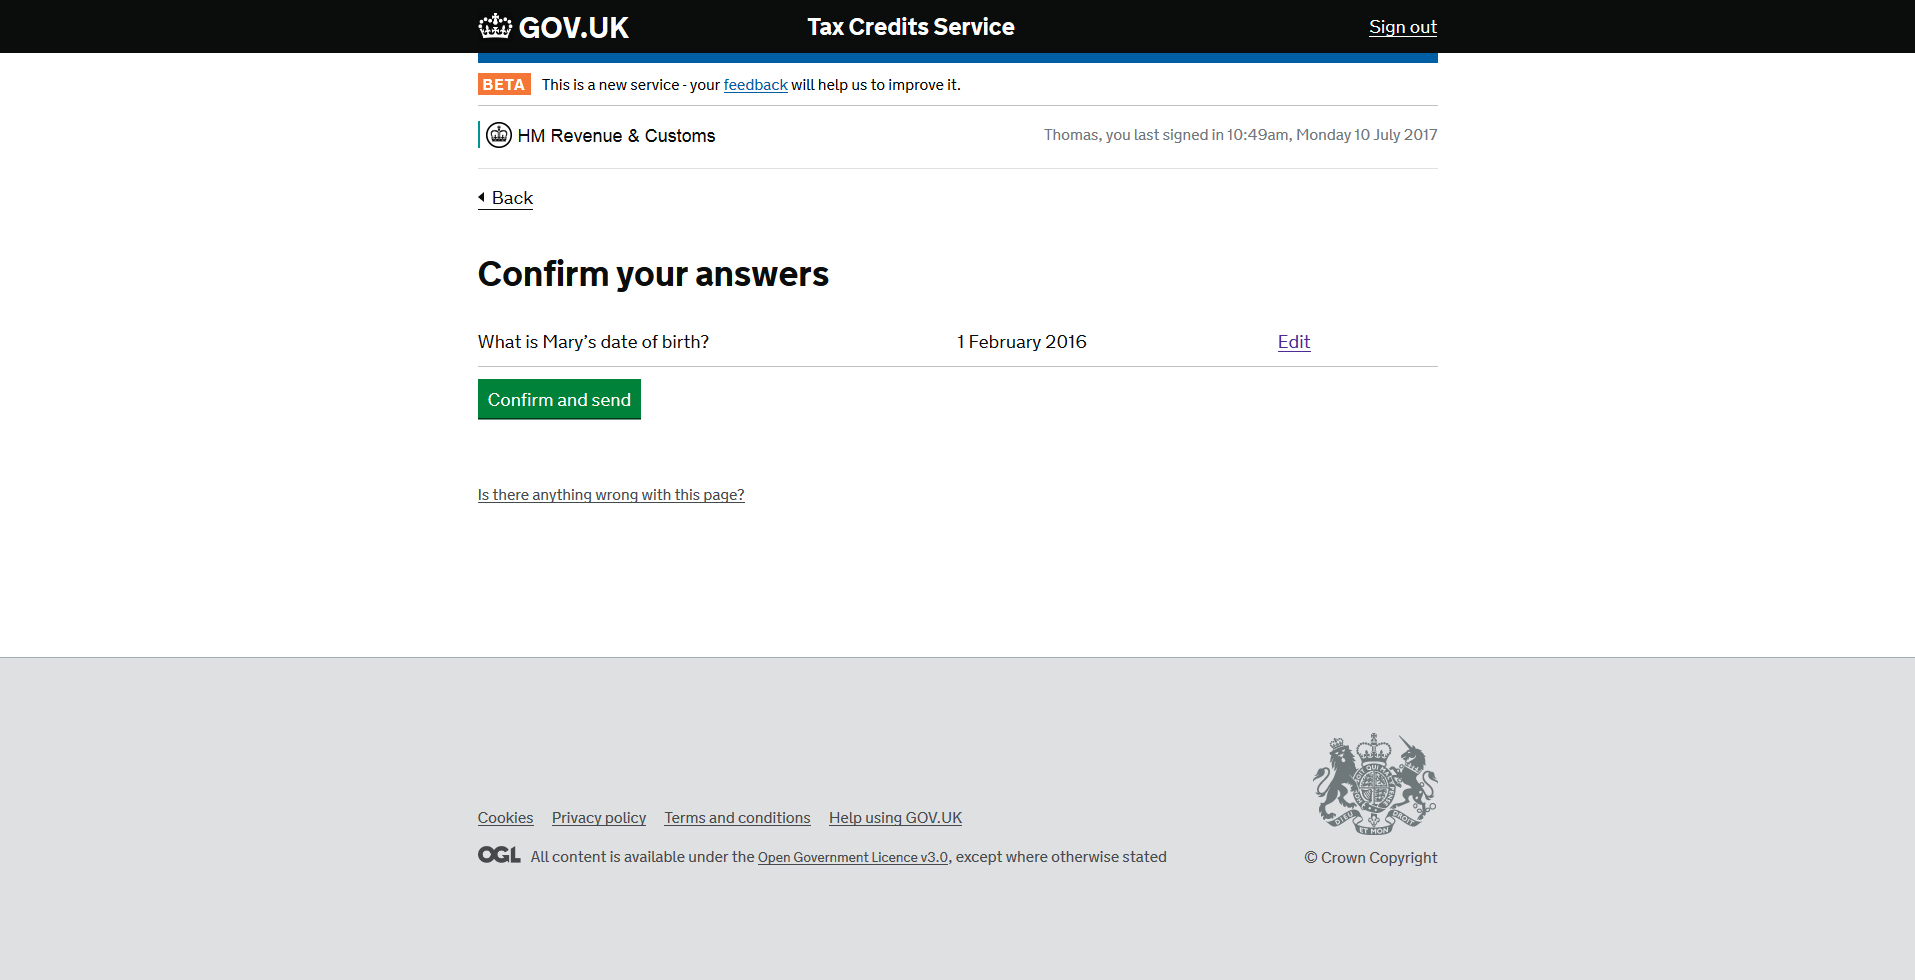 GOV.UK Tax Credits Service Sign out
BETA This is a new service - your feedback will help us to improve it.
HM Revenue & Customs Thomas, you last signed in 10:49am, Monday 10 July 2017
Back
Confirm your answers
What is Mary’s date of birth? 1 February 2016 Edit
Confirm and send
Is there anything wrong with this page?
Cookies Privacy policy Terms and conditions Help using GOV.UK
DIEU ET MON DROIT
OGL All content is available under the Open Government Licence v3.0, except where otherwise stated © Crown Copyright